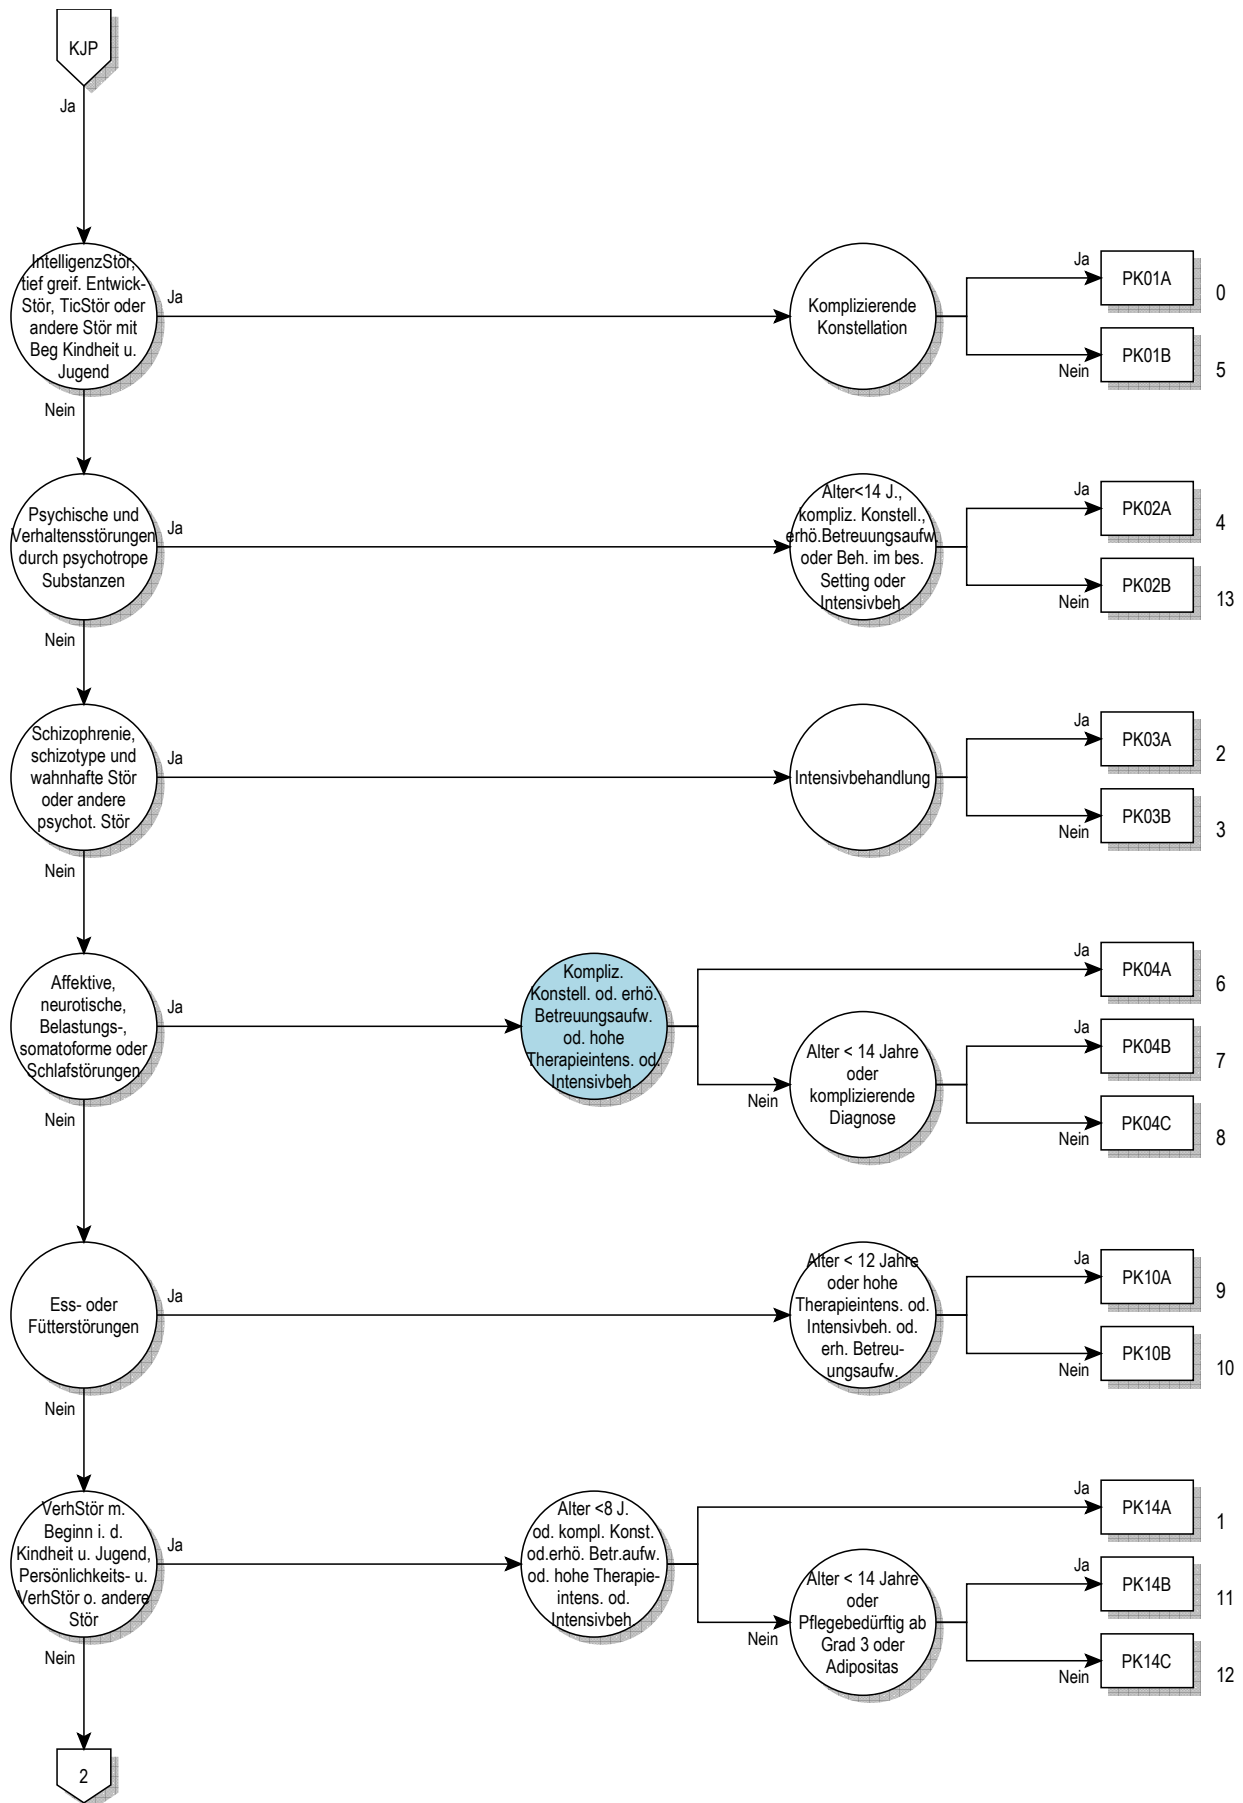 KJP
Ja
IntelligenzStör,
tief greif. Entwick-
Stör, TicStör oder
andere Stör mit
Beg Kindheit u.
Jugend
Ja
Komplizierende
Konstellation
Ja
PK01A
0
Nein
PK01B
5
Nein
Psychische und
Verhaltensstörungen
durch psychotrope
Substanzen
Ja
Alter<14 J.,
kompliz. Konstell.,
erhö.Betreuungsaufw.
oder Beh. im bes.
Setting oder
Intensivbeh.
Ja
PK02A
4
Nein
PK02B
13
Nein
Schizophrenie,
schizotype und
wahnhafte Stör
oder andere
psychot. Stör
Ja
Intensivbehandlung
Ja
PK03A
2
Nein
PK03B
3
Nein
Affektive,
neurotische,
Belastungs-,
somatoforme oder
Schlafstörungen
Ja
Kompliz.
Konstell. od. erhö.
Betreuungsaufw.
od. hohe
Therapieintens. od.
Intensivbeh.
Ja
PK04A
6
Nein
Alter < 14 Jahre
oder
komplizierende
Diagnose
Ja
PK04B
7
Nein
PK04C
8
Nein
Ess- oder
Fütterstörungen
Ja
Alter < 12 Jahre
oder hohe
Therapieintens. od.
Intensivbeh. od.
erh. Betreu-
ungsaufw.
Ja
PK10A
9
Nein
PK10B
10
Nein
VerhStör m.
Beginn i. d.
Kindheit u. Jugend,
Persönlichkeits- u.
VerhStör o. andere
Stör
Ja
Alter <8 J.
od. kompl. Konst.
od.erhö. Betr.aufw.
od. hohe Therapie-
intens. od.
Intensivbeh.
Ja
PK14A
1
Nein
Alter < 14 Jahre
oder
Pflegebedürftig ab
Grad 3 oder
Adipositas
Ja
PK14B
11
Nein
PK14C
12
Nein
2